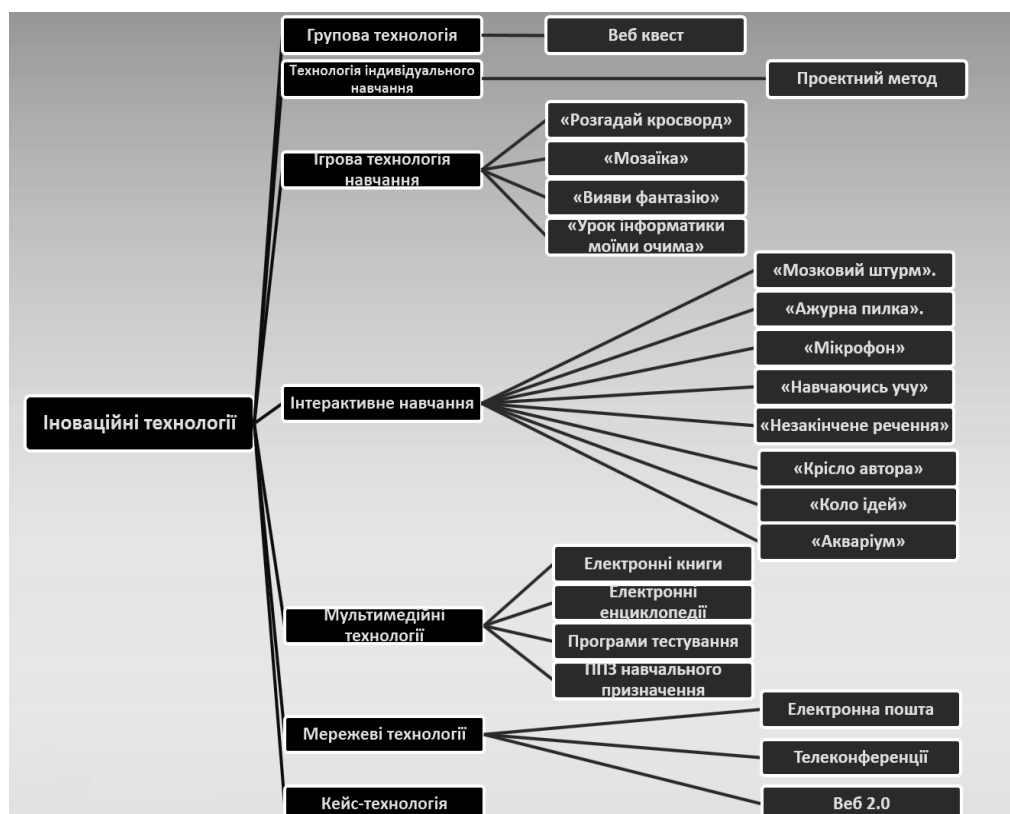 Групова технологія
Веб квест
Технологія індивідуального
навчання
Проектний метод
Ігрова технологія
навчання
«Розгадай кросворд»
«Мозаїка»
«Вияви фантазію»
«Урок інформатики
моїми очима»
Іноваційні технології
Інтерактивне навчання
«Мозковий штурм».
«Ажурна пилка».
«Мікрофон»
«Навчаючись учу»
«Незакінчене речення»
«Крісло автора»
«Коло ідей»
«Акваріум»
Мультимедійні
технології
Електронні книги
Електронні
енциклопедії
Програми тестування
ППЗ навчального
призначення
Мережеві технології
Електронна пошта
Телеконференції
Веб 2.0
Кейс-технологія